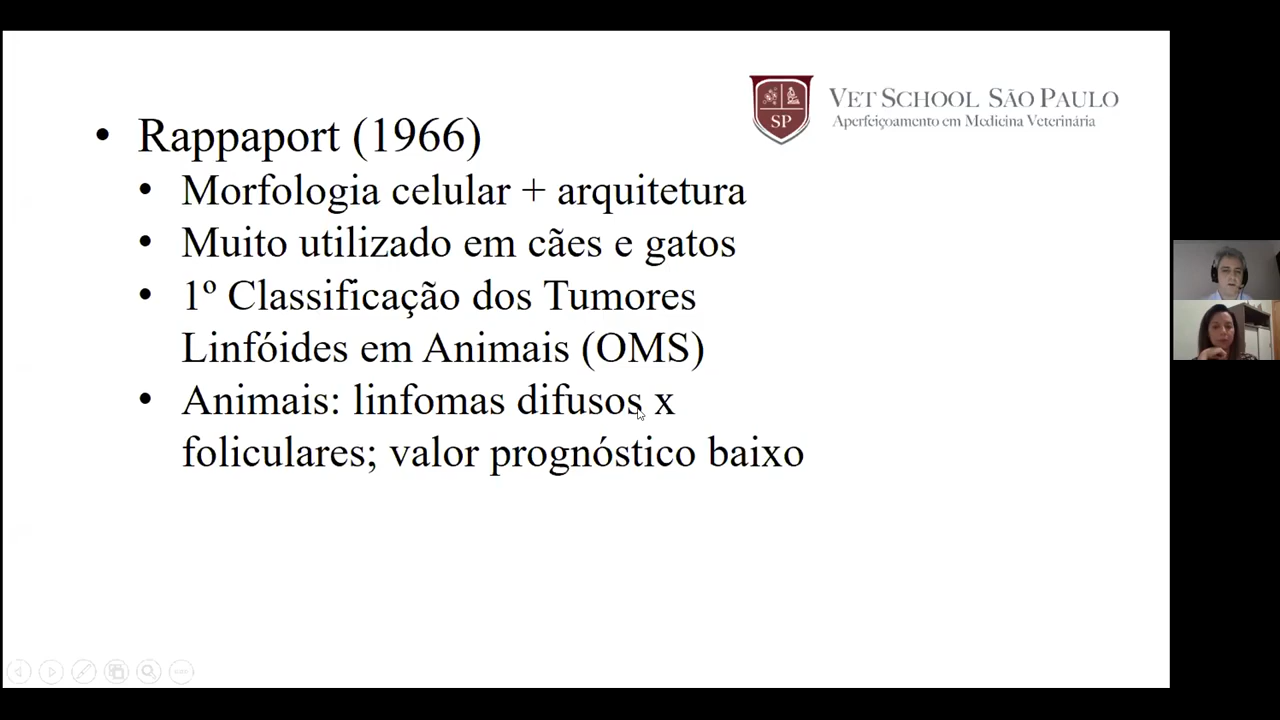 VET SCHOOL SÃO PAULO
Aperfeiçoamento em Medicina Veterinária
SP
• Rappaport (1966)
• Morfologia celular + arquitetura
• Muito utilizado em cães e gatos
• 1º Classificação dos Tumores
Linfóides em Animais (OMS)
• Animais: linfomas difusos x
foliculares; valor prognóstico baixo